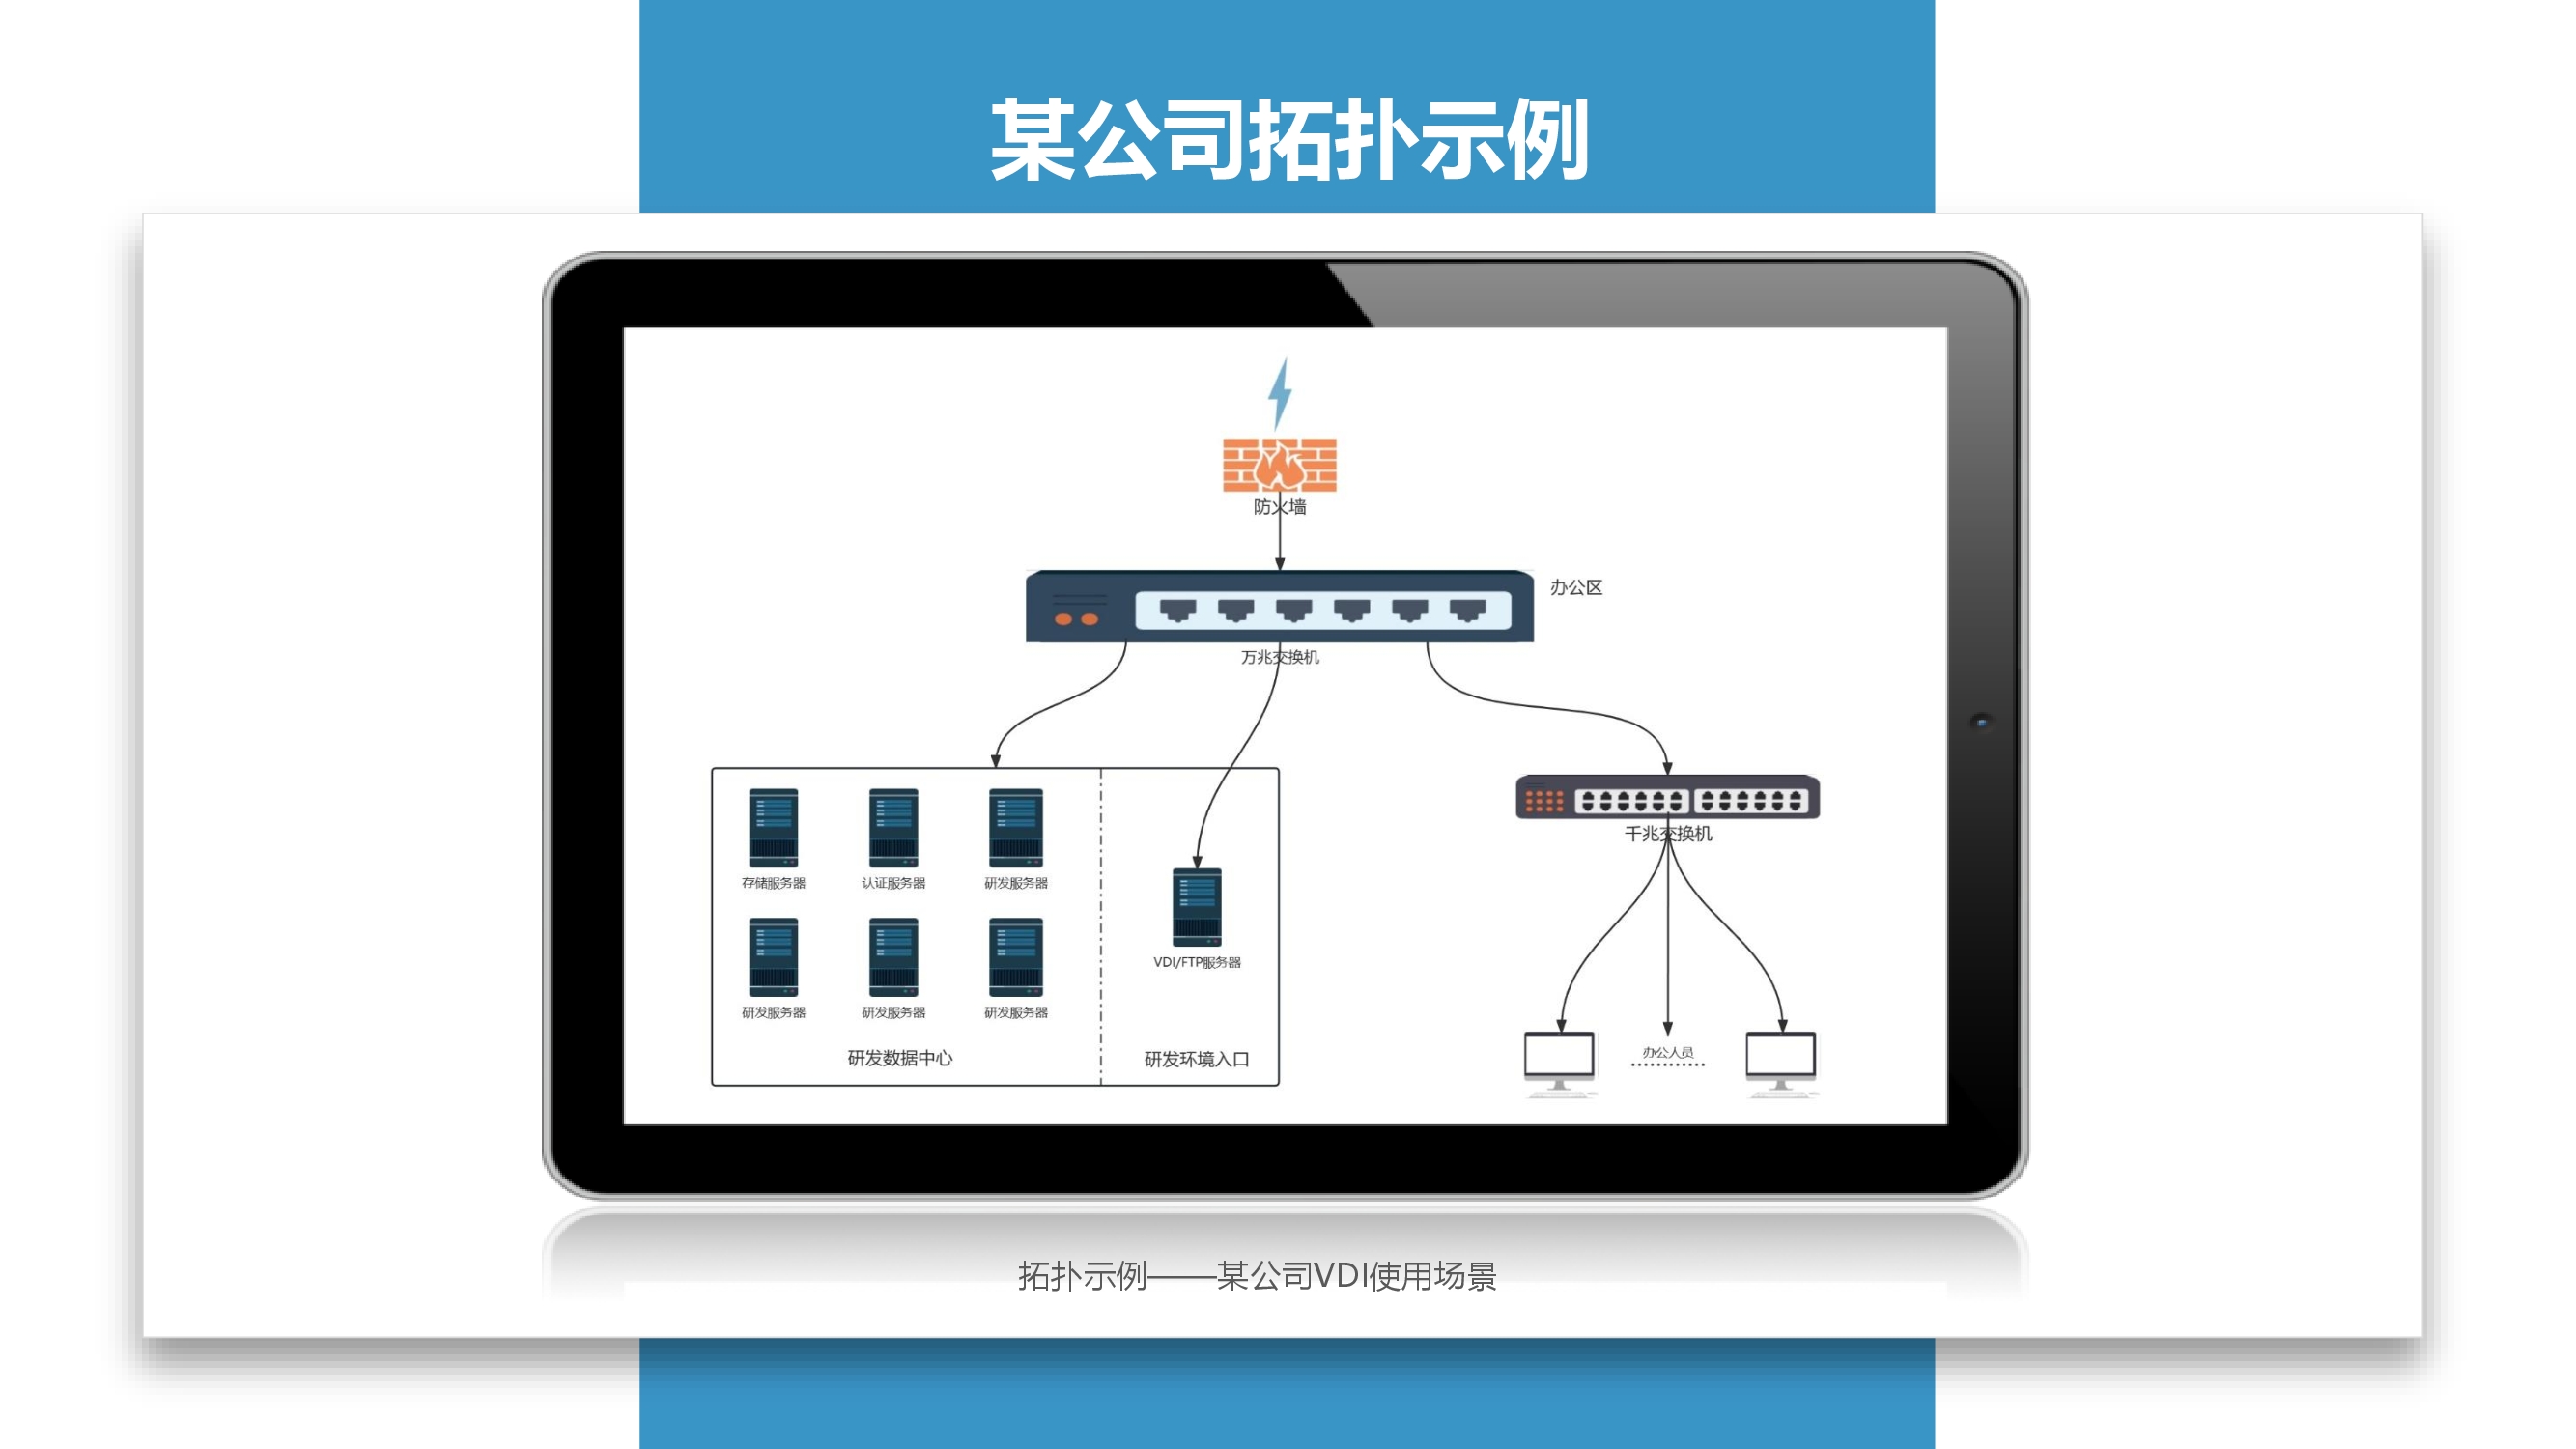 某公司拓扑示例
防火墙
办公区
万兆交换机
存储服务器 认证服务器 研发服务器
研发服务器 研发服务器 研发服务器
研发数据中心
VDI/FTP服务器
研发环境入口
千兆交换机
办公人员
拓扑示例——某公司VDI使用场景